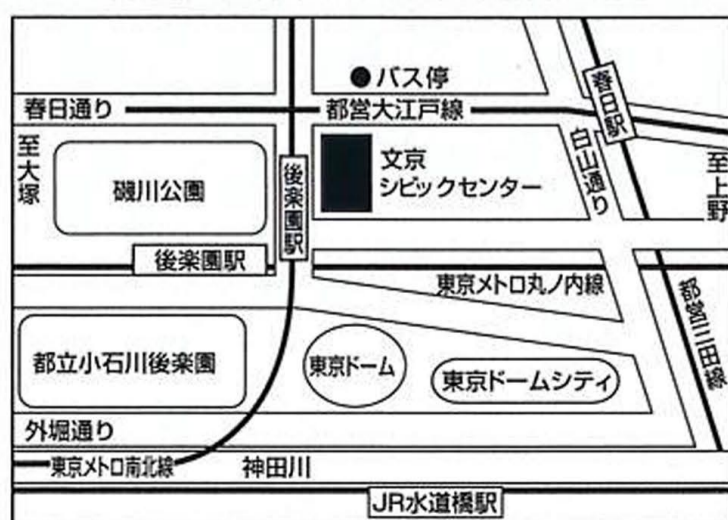 バス停
春日通り
都営大江戸線
春日駅
至大塚
磯川公園
後楽園駅
文京
シビックセンター
白山通り
至上野
後楽園駅
東京メトロ丸ノ内線
都営三田線
都立小石川後楽園
東京ドーム
東京ドームシティ
外堀通り
東京メトロ南北線
神田川
JR水道橋駅